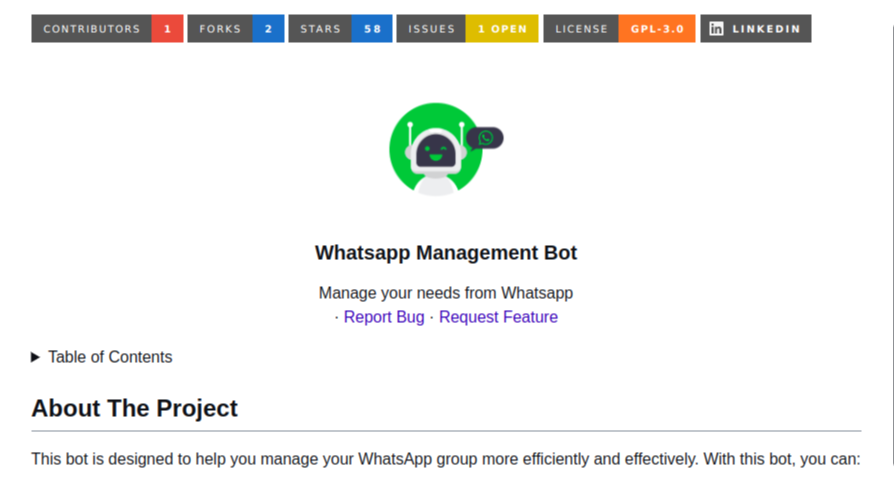 CONTRIBUTORS 1 FORKS 2 STARS 58 ISSUES 1 OPEN LICENSE GPL-3.0 in LINKEDIN
Whatsapp Management Bot
Manage your needs from Whatsapp
· Report Bug · Request Feature
▶ Table of Contents
About The Project
This bot is designed to help you manage your WhatsApp group more efficiently and effectively. With this bot, you can: